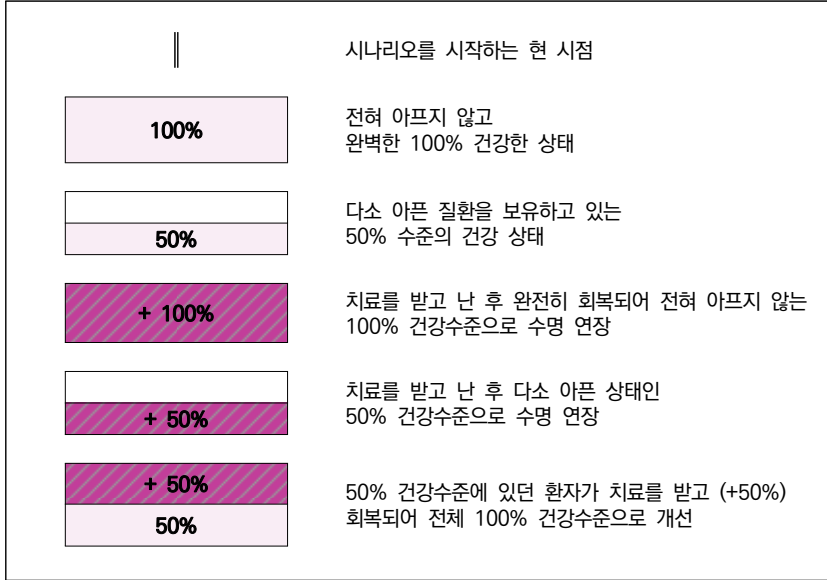 시나리오를 시작하는 현 시점
100%
전혀 아프지 않고
완벽한 100% 건강한 상태
다소 아픈 질환을 보유하고 있는
50%
50% 수준의 건강 상태
+ 100%
치료를 받고 난 후 완전히 회복되어 전혀 아프지 않는
100% 건강수준으로 수명 연장
치료를 받고 난 후 다소 아픈 상태인
+ 50%
50% 건강수준으로 수명 연장
+ 50%
50%
50% 건강수준에 있던 환자가 치료를 받고 (+50%)
회복되어 전체 100% 건강수준으로 개선